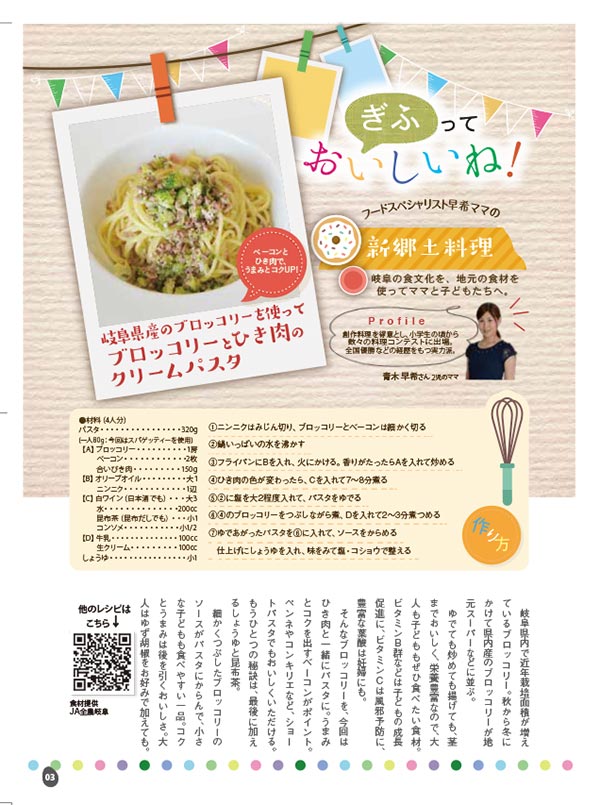 ぎふって
おいしいね！
フードスペシャリスト早希ママの
新郷土料理
岐阜の食文化を、地元の食材を
使ってママと子どもたちへ。
Profile
創作料理を得意とし、小学生の頃から
数々の料理コンテストに出場。
全国優勝などの経歴をもつ実力派。
青木 早希さん 2児のママ
ベーコンと
ひき肉で、
うまみとコクUP！
岐阜県産のブロッコリーを使って
ブロッコリーとひき肉の
クリームパスタ
●材料（4人分）
パスタ・・・・・・・・・・・・・・320g
（一人80g：今回はスパゲッティーを使用）
【A】ブロッコリー・・・・・・・・1房
ベーコン・・・・・・・・・・・2枚
合いびき肉・・・・・・・・150g
【B】オリーブオイル・・・・・・大1
ニンニク・・・・・・・・・・・1辺
【C】白ワイン（日本酒でも）・・・大3
水・・・・・・・・・・・・・200cc
昆布茶（昆布だしでも）・・・小1
コンソメ・・・・・・・・・・小1/2
【D】牛乳・・・・・・・・・・・100cc
生クリーム・・・・・・・・100cc
しょうゆ・・・・・・・・・・・・・小1
①ニンニクはみじん切り、ブロッコリーとベーコンは細かく切る
②鍋いっぱいの水を沸かす
③フライパンにBを入れ、火にかける。香りがたったらAを入れて炒める
④ひき肉の色が変わったら、Cを入れて7〜8分煮る
⑤②に塩を大2程度入れて、パスタをゆでる
⑥④のブロッコリーをつぶしながら煮、Dを入れて2〜3分煮つめる
⑦ゆであがったパスタを⑥に入れて、ソースをからめる
仕上げにしょうゆを入れ、味をみて塩・コショウで整える
作り方
岐阜県内で近年栽培面積が増え
ているブロッコリー。秋から冬に
かけて県内産のブロッコリーが地
元スーパーなどに並ぶ。
ゆでても炒めても揚げても、茎
までおいしく、栄養豊富なので、大
人も子どももぜひ食べたい食材。
ビタミンB群などは子どもの成長
促進に、ビタミンCは風邪予防に、
豊富な葉酸は妊婦にも。
そんなブロッコリーを、今回は
ひき肉と一緒にパスタに。うまみ
とコクを出すベーコンがポイント。
ペンネやコンキリエなど、ショー
トパスタでもおいしくいただける。
もうひとつの秘訣は、最後に加え
るしょうゆと昆布茶。
細かくつぶしたブロッコリーの
ソースがパスタにからんで、小さ
な子どもも食べやすい一品。コク
とうまみは後を引くおいしさ。大
人はゆず胡椒をお好みで加えても。
他のレシピは
こちら↓
食材提供
JA全農岐阜
03